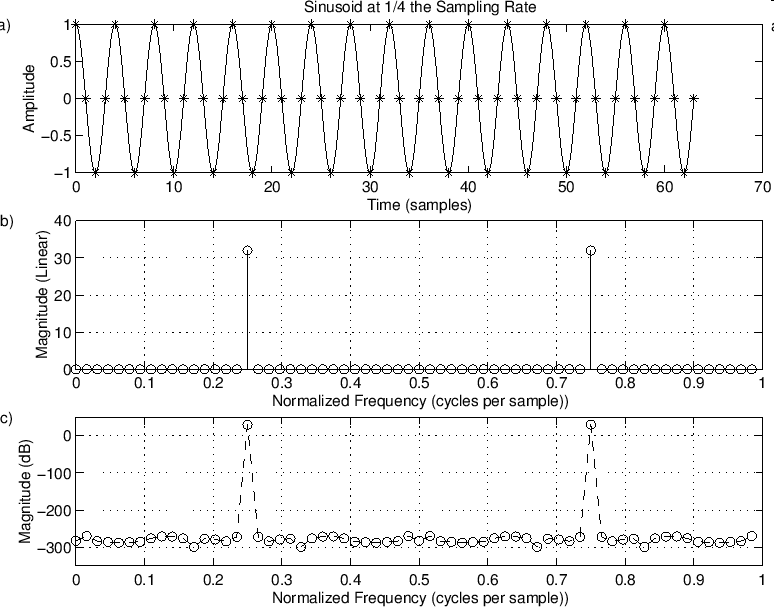 Sinusoid at 1/4 the Sampling Rate
a)
1
0.5
0
−0.5
−1
Amplitude
0 10 20 30 40 50 60 70
Time (samples)
b)
40
30
20
10
0
Magnitude (Linear)
0 0.1 0.2 0.3 0.4 0.5 0.6 0.7 0.8 0.9 1
Normalized Frequency (cycles per sample))
c)
0
−100
−200
−300
Magnitude (dB)
0 0.1 0.2 0.3 0.4 0.5 0.6 0.7 0.8 0.9 1
Normalized Frequency (cycles per sample))